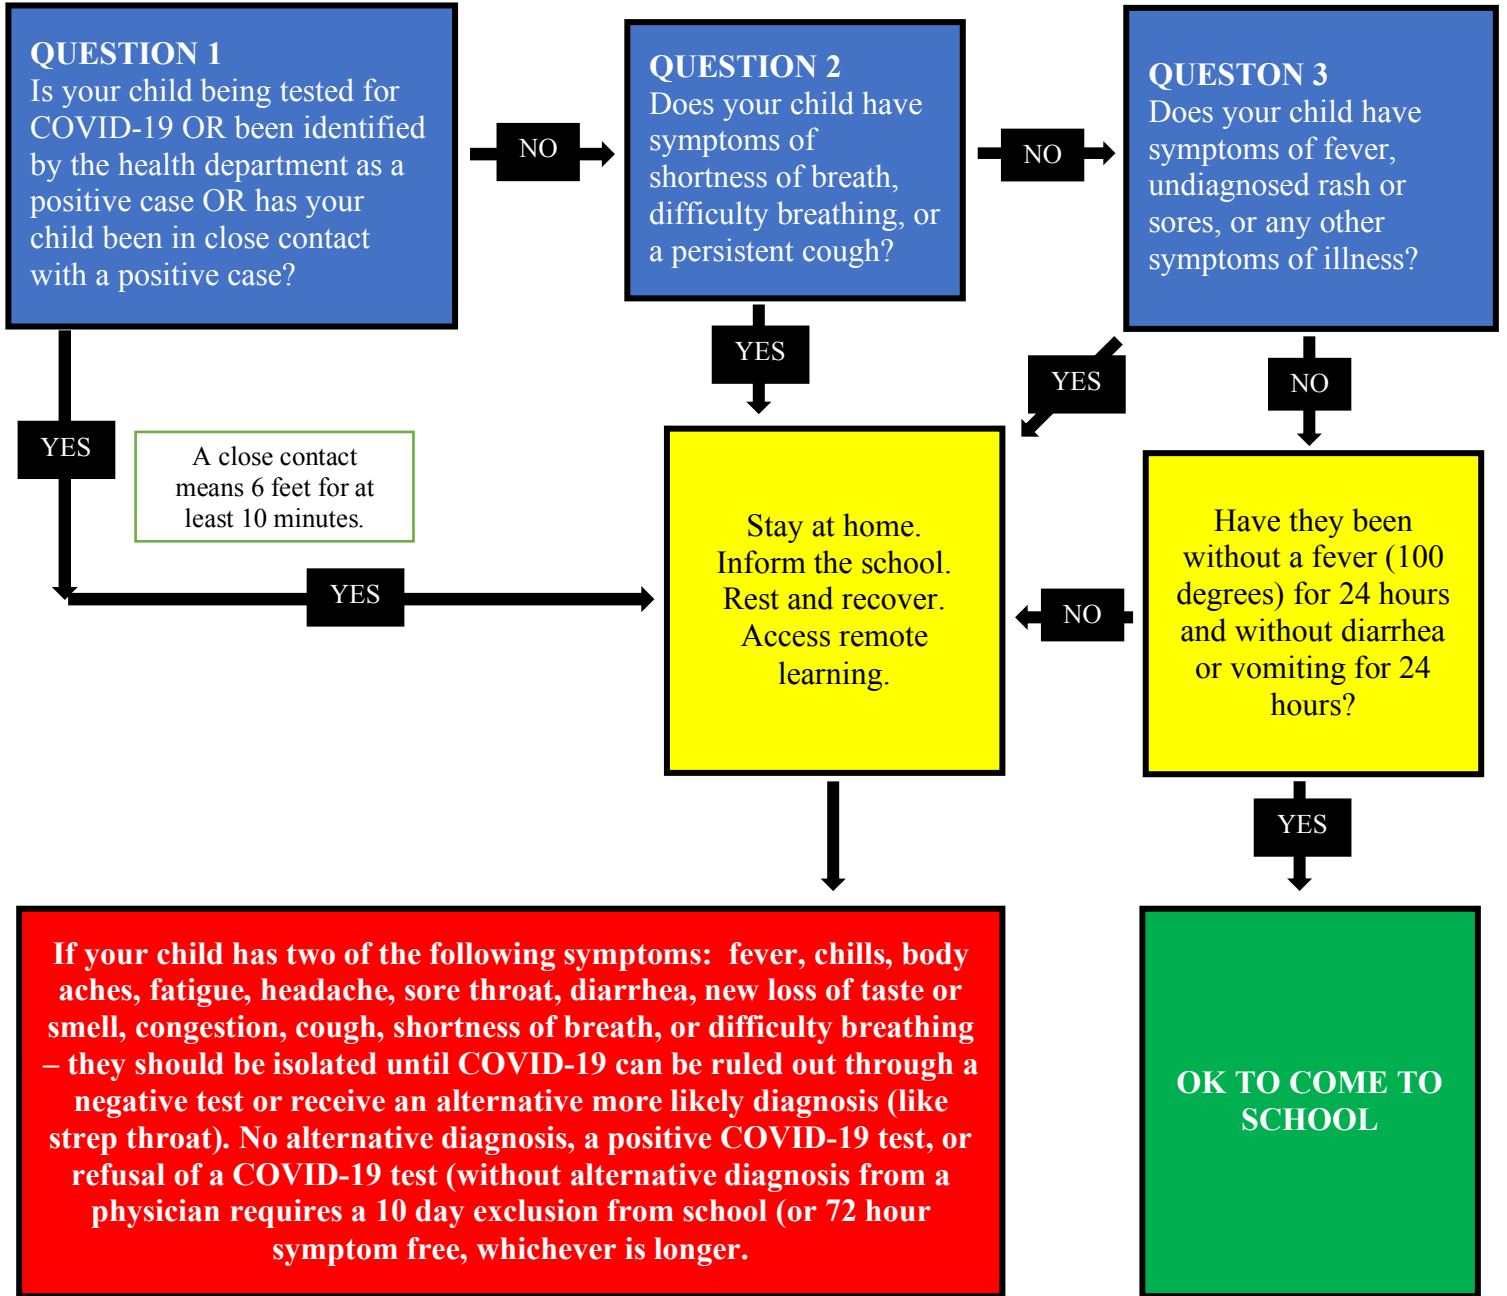 QUESTION 1
Is your child being tested for
COVID-19 OR been identified
by the health department as a
positive case OR has your
child been in close contact
with a positive case?
NO
QUESTION 2
Does your child have
symptoms of
shortness of breath,
difficulty breathing, or
a persistent cough?
NO
QUESTON 3
Does your child have
symptoms of fever,
undiagnosed rash or
sores, or any other
symptoms of illness?
YES
YES
YES
NO
A close contact
means 6 feet for at
least 10 minutes.
YES
Stay at home.
Inform the school.
Rest and recover.
Access remote
learning.
NO
Have they been
without a fever (100
degrees) for 24 hours
and without diarrhea
or vomiting for 24
hours?
YES
If your child has two of the following symptoms:  fever, chills, body
aches, fatigue, headache, sore throat, diarrhea, new loss of taste or
smell, congestion, cough, shortness of breath, or difficulty breathing
– they should be isolated until COVID-19 can be ruled out through a
negative test or receive an alternative more likely diagnosis (like
strep throat). No alternative diagnosis, a positive COVID-19 test, or
refusal of a COVID-19 test (without alternative diagnosis from a
physician requires a 10 day exclusion from school (or 72 hour
symptom free, whichever is longer.
OK TO COME TO
SCHOOL